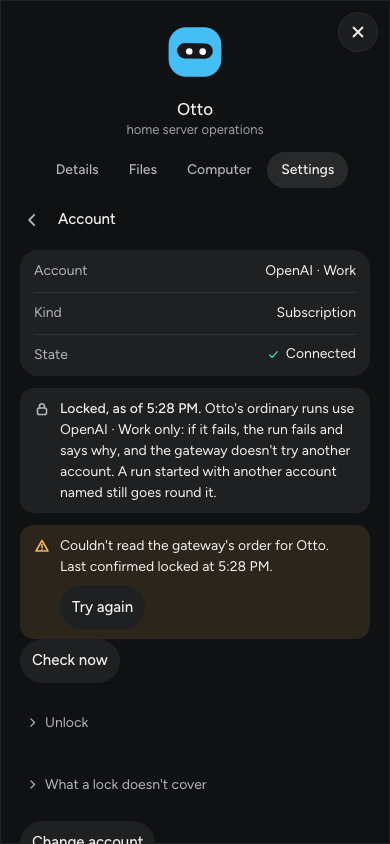 Otto
home server operations
Details Files Computer Settings
Account
Account OpenAI · Work
Kind Subscription
State Connected
Locked, as of 5:28 PM. Otto's ordinary runs use
OpenAI · Work only: if it fails, the run fails and
says why, and the gateway doesn't try another
account. A run started with another account
named still goes round it.
Couldn't read the gateway's order for Otto.
Last confirmed locked at 5:28 PM.
Try again
Check now
Unlock
What a lock doesn't cover
Change account